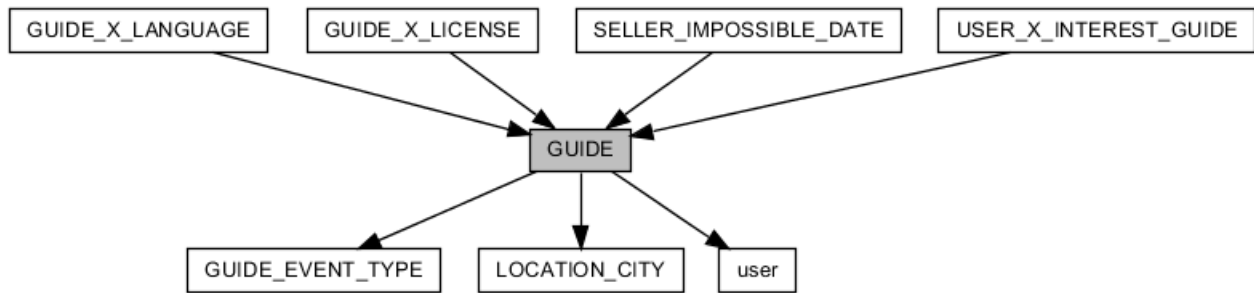 GUIDE_X_LANGUAGE
GUIDE_X_LICENSE
SELLER_IMPOSSIBLE_DATE
USER_X_INTEREST_GUIDE
GUIDE
GUIDE_EVENT_TYPE
LOCATION_CITY
user